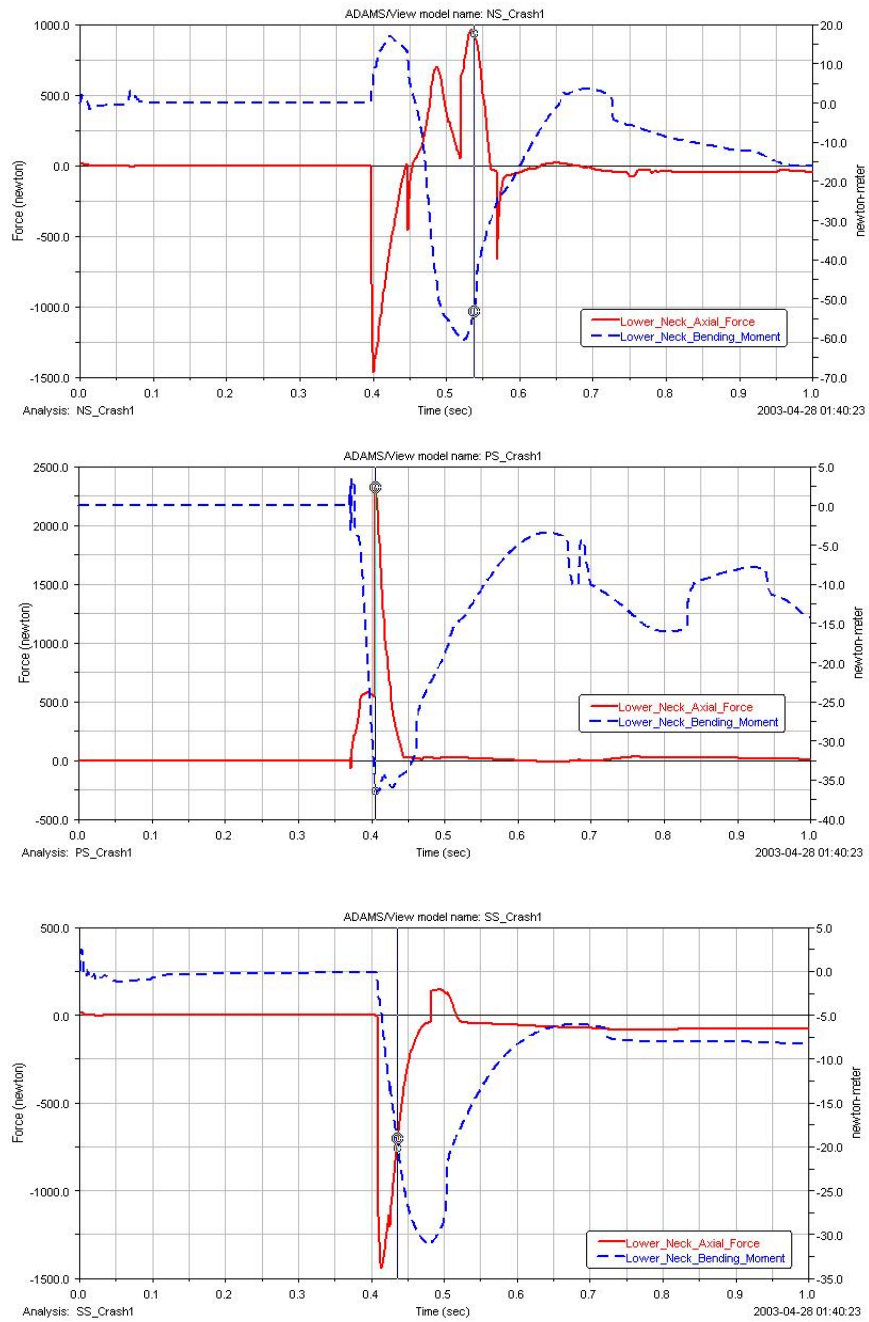 ADAMS/View model name: NS_Crash1
1000.0
500.0
0.0
-500.0
-1000.0
-1500.0
Force (newton)
20.0
10.0
0.0
-10.0
-20.0
-30.0
-40.0
-50.0
-60.0
-70.0
newton-meter
Lower_Neck_Axial_Force
Lower_Neck_Bending_Moment
0.0 0.1 0.2 0.3 0.4 0.5 0.6 0.7 0.8 0.9 1.0
Analysis: NS_Crash1 Time (sec) 2003-04-28 01:40:23
ADAMS/View model name: PS_Crash1
2500.0
2000.0
1500.0
1000.0
500.0
0.0
-500.0
Force (newton)
5.0
0.0
-5.0
-10.0
-15.0
-20.0
-25.0
-30.0
-35.0
-40.0
newton-meter
Lower_Neck_Axial_Force
Lower_Neck_Bending_Moment
0.0 0.1 0.2 0.3 0.4 0.5 0.6 0.7 0.8 0.9 1.0
Analysis: PS_Crash1 Time (sec) 2003-04-28 01:40:23
ADAMS/View model name: SS_Crash1
500.0
0.0
-500.0
-1000.0
-1500.0
Force (newton)
5.0
0.0
-5.0
-10.0
-15.0
-20.0
-25.0
-30.0
-35.0
newton-meter
Lower_Neck_Axial_Force
Lower_Neck_Bending_Moment
0.0 0.1 0.2 0.3 0.4 0.5 0.6 0.7 0.8 0.9 1.0
Analysis: SS_Crash1 Time (sec) 2003-04-28 01:40:23